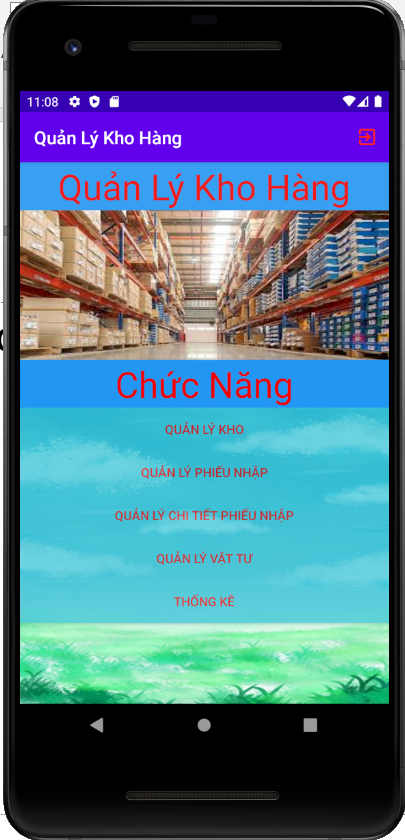 11:08
Quản Lý Kho Hàng
Quản Lý Kho Hàng
Chức Năng
QUẢN LÝ KHO
QUẢN LÝ PHIẾU NHẬP
QUẢN LÝ CHI TIẾT PHIẾU NHẬP
QUẢN LÝ VẬT TƯ
THỐNG KÊ